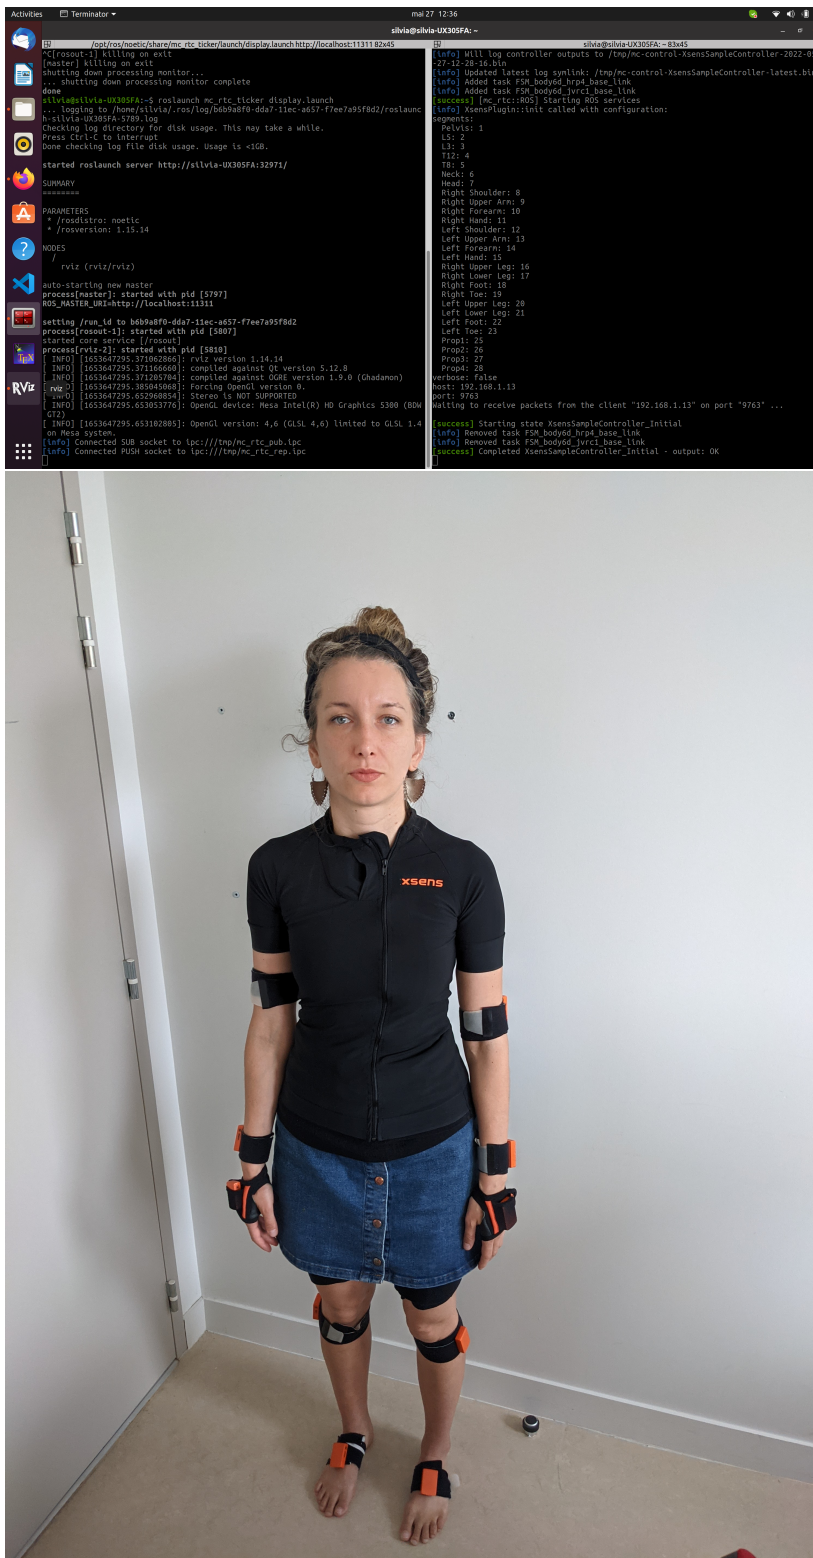 Activities
Terminator
mai 27 12:36
silvia@silvia-UX305FA: ~
/opt/ros/noetic/share/mc_rtc_ticker/launch/display.launch http://localhost:11311 82x45
^C[rosout-1] killing on exit
[master] killing on exit
shutting down processing monitor...
... shutting down processing monitor complete
done
silvia@silvia-UX305FA:~$ roslaunch mc_rtc_ticker display.launch
... logging to /home/silvia/.ros/log/b6b9a8f0-dda7-11ec-a657-f7ee7a95f8d2/roslaunc
h-silvia-UX305FA-5789.log
Checking log directory for disk usage. This may take a while.
Press Ctrl-C to interrupt
Done checking log file disk usage. Usage is <1GB.
started roslaunch server http://silvia-UX305FA:32971/
SUMMARY
========
PARAMETERS
* /rosdistro: noetic
* /rosversion: 1.15.14
NODES
/
rviz (rviz/rviz)
auto-starting new master
process[master]: started with pid [5797]
ROS_MASTER_URI=http://localhost:11311
setting /run_id to b6b9a8f0-dda7-11ec-a657-f7ee7a95f8d2
process[rosout-1]: started with pid [5807]
started core service [/rosout]
process[rviz-2]: started with pid [5810]
[ INFO] [1653647295.371062866]: rviz version 1.14.14
[ INFO] [1653647295.371166660]: compiled against Qt version 5.12.8
[ INFO] [1653647295.371205704]: compiled against OGRE version 1.9.0 (Ghadamon)
RViz
rviz
[1653647295.385045068]: Forcing OpenGl version 0.
[ INFO] [1653647295.652960814]: Stereo is NOT SUPPORTED
[ INFO] [1653647295.653053776]: OpenGL device: Mesa Intel(R) HD Graphics 5300 (BDW
GT2)
[ INFO] [1653647295.653102805]: OpenGl version: 4,6 (GLSL 4,6) limited to GLSL 1.4
on Mesa system.
[info] Connected SUB socket to ipc:///tmp/mc_rtc_pub.ipc
[info] Connected PUSH socket to ipc:///tmp/mc_rtc_rep.ipc
silvia@silvia-UX305FA: ~ 83x45
[info] Will log controller outputs to /tmp/mc-control-XsensSampleController-2022-05
-27-12-28-16.bin
[info] Updated latest log symlink: /tmp/mc-control-XsensSampleController-latest.bin
[info] Added task FSM_body6d_hrp4_base_link
[info] Added task FSM_body6d_jvrc1_base_link
[success] [mc_rtc::ROS] Starting ROS services
[info] XsensPlugin::init called with configuration:
segments:
Pelvis: 1
L5: 2
L3: 3
T12: 4
T8: 5
Neck: 6
Head: 7
Right Shoulder: 8
Right Upper Arm: 9
Right Forearm: 10
Right Hand: 11
Left Shoulder: 12
Left Upper Arm: 13
Left Forearm: 14
Left Hand: 15
Right Upper Leg: 16
Right Lower Leg: 17
Right Foot: 18
Right Toe: 19
Left Upper Leg: 20
Left Lower Leg: 21
Left Foot: 22
Left Toe: 23
Prop1: 25
Prop2: 26
Prop3: 27
Prop4: 28
verbose: false
host: 192.168.1.13
port: 9763
Waiting to receive packets from the client "192.168.1.13" on port "9763" ...
[success] Starting state XsensSampleController_Initial
[info] Removed task FSM_body6d_hrp4_base_link
[info] Removed task FSM_body6d_jvrc1_base_link
[success] Completed XsensSampleController_Initial - output: OK
xsens